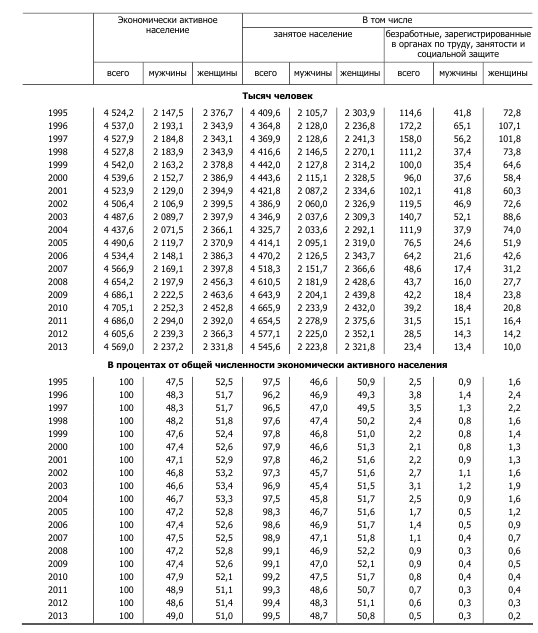 Экономически активное население
В том числе
занятое население
безработные, зарегистрированные в органах по труду, занятости и социальной защите
всего мужчины женщины всего мужчины женщины всего мужчины женщины
Тысяч человек
1995 4 524,2 2 147,5 2 376,7 4 409,6 2 105,7 2 303,9 114,6 41,8 72,8
1996 4 537,0 2 193,1 2 343,9 4 364,8 2 128,0 2 236,8 172,2 65,1 107,1
1997 4 527,9 2 184,8 2 343,1 4 369,9 2 128,6 2 241,3 158,0 56,2 101,8
1998 4 527,8 2 183,9 2 343,9 4 416,6 2 146,5 2 270,1 111,2 37,4 73,8
1999 4 542,0 2 163,2 2 378,8 4 442,0 2 127,8 2 314,2 100,0 35,4 64,6
2000 4 539,6 2 152,7 2 386,9 4 443,6 2 115,1 2 328,5 96,0 37,6 58,4
2001 4 523,9 2 129,0 2 394,9 4 421,8 2 087,2 2 334,6 102,1 41,8 60,3
2002 4 506,4 2 106,9 2 399,5 4 386,9 2 060,0 2 326,9 119,5 46,9 72,6
2003 4 487,6 2 089,7 2 397,9 4 346,9 2 037,6 2 309,3 140,7 52,1 88,6
2004 4 437,6 2 071,5 2 366,1 4 325,7 2 033,6 2 292,1 111,9 37,9 74,0
2005 4 490,6 2 119,7 2 370,9 4 414,1 2 095,1 2 319,0 76,5 24,6 51,9
2006 4 534,4 2 148,1 2 386,3 4 470,2 2 126,5 2 343,7 64,2 21,6 42,6
2007 4 566,9 2 169,1 2 397,8 4 518,3 2 151,7 2 366,6 48,6 17,4 31,2
2008 4 654,2 2 197,9 2 456,3 4 610,5 2 181,9 2 428,6 43,7 16,0 27,7
2009 4 686,1 2 222,5 2 463,6 4 643,9 2 204,1 2 439,8 42,2 18,4 23,8
2010 4 705,1 2 252,3 2 452,8 4 665,9 2 233,9 2 432,0 39,2 18,4 20,8
2011 4 686,0 2 294,0 2 392,0 4 654,5 2 278,9 2 375,6 31,5 15,1 16,4
2012 4 605,6 2 239,3 2 366,3 4 577,1 2 225,0 2 352,1 28,5 14,3 14,2
2013 4 569,0 2 237,2 2 331,8 4 545,6 2 223,8 2 321,8 23,4 13,4 10,0
В процентах от общей численности экономически активного населения
1995 100 47,5 52,5 97,5 46,6 50,9 2,5 0,9 1,6
1996 100 48,3 51,7 96,2 46,9 49,3 3,8 1,4 2,4
1997 100 48,3 51,7 96,5 47,0 49,5 3,5 1,3 2,2
1998 100 48,2 51,8 97,6 47,4 50,2 2,4 0,8 1,6
1999 100 47,6 52,4 97,8 46,8 51,0 2,2 0,8 1,4
2000 100 47,4 52,6 97,9 46,6 51,3 2,1 0,8 1,3
2001 100 47,1 52,9 97,8 46,2 51,6 2,2 0,9 1,3
2002 100 46,8 53,2 97,3 45,7 51,6 2,7 1,1 1,6
2003 100 46,6 53,4 96,9 45,4 51,5 3,1 1,2 1,9
2004 100 46,7 53,3 97,5 45,8 51,7 2,5 0,9 1,6
2005 100 47,2 52,8 98,3 46,7 51,6 1,7 0,5 1,2
2006 100 47,4 52,6 98,6 46,9 51,7 1,4 0,5 0,9
2007 100 47,5 52,5 98,9 47,1 51,8 1,1 0,4 0,7
2008 100 47,2 52,8 99,1 46,9 52,2 0,9 0,3 0,6
2009 100 47,4 52,6 99,1 47,0 52,1 0,9 0,4 0,5
2010 100 47,9 52,1 99,2 47,5 51,7 0,8 0,4 0,4
2011 100 48,9 51,1 99,3 48,6 50,7 0,7 0,3 0,4
2012 100 48,6 51,4 99,4 48,3 51,1 0,6 0,3 0,3
2013 100 49,0 51,0 99,5 48,7 50,8 0,5 0,3 0,2